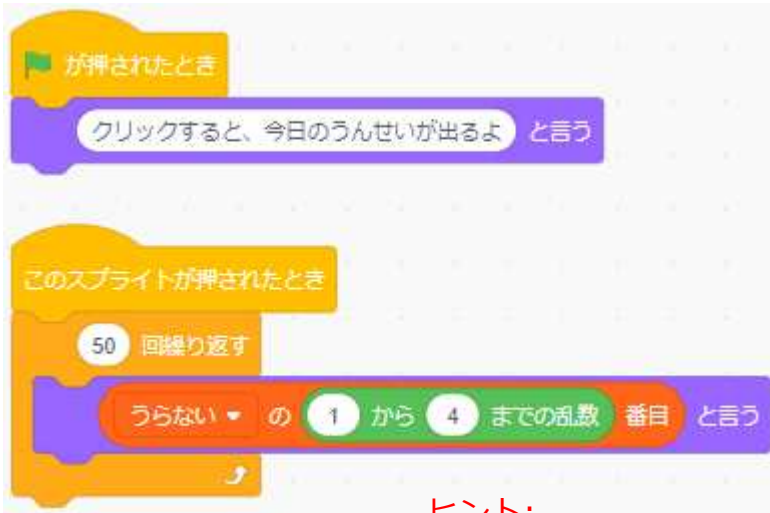 が押されたとき
クリックすると、今日のうんせいが出るよ と言う
このスプライトが押されたとき
50 回繰り返す
うらない の 1 から 4 までの乱数 番目 と言う
ヒント: